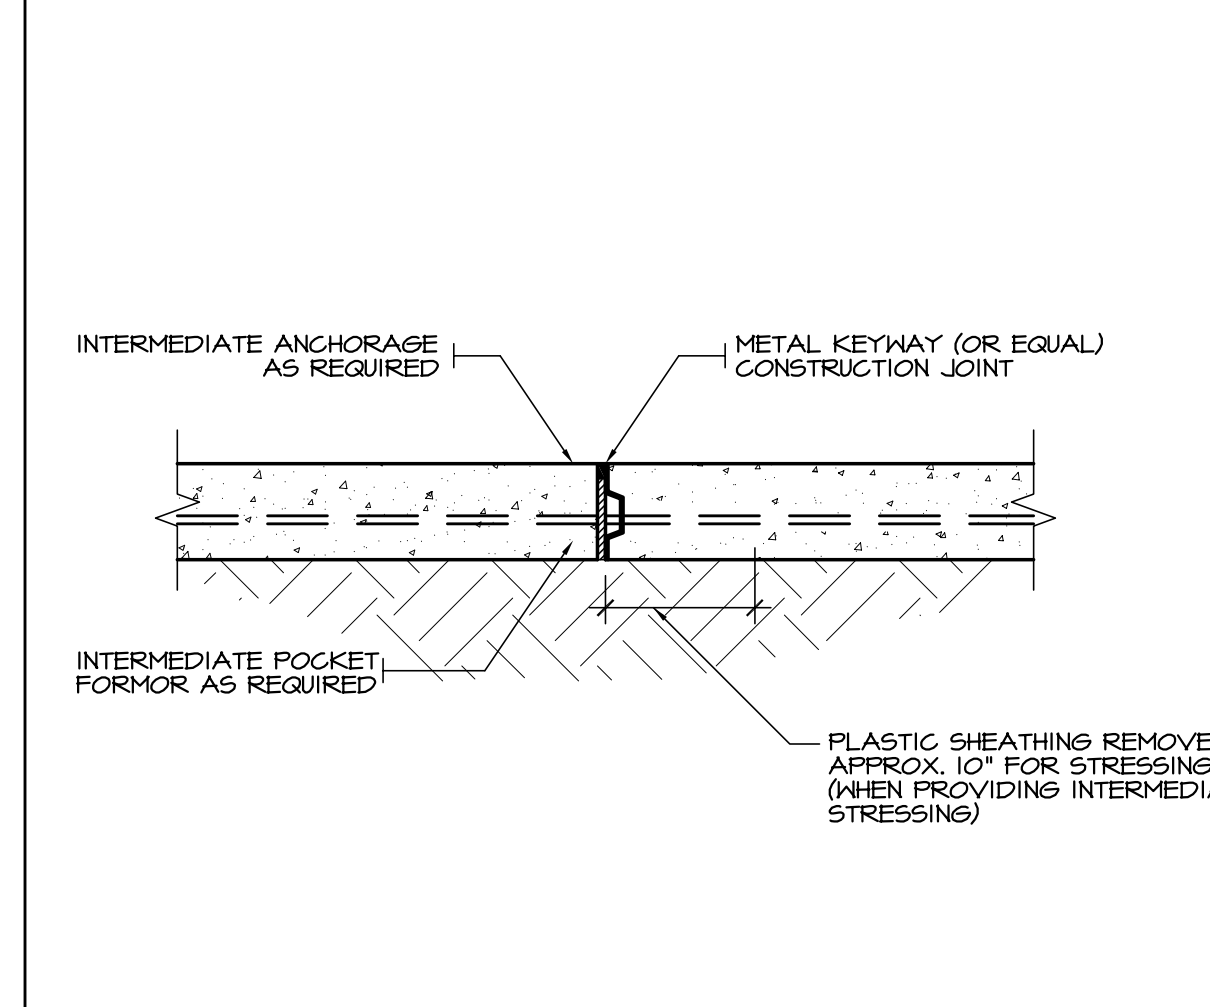 INTERMEDIATE ANCHORAGE
AS REQUIRED
METAL KEYWAY (OR EQUAL)
CONSTRUCTION JOINT
INTERMEDIATE POCKET
FORMOR AS REQUIRED
PLASTIC SHEATHING REMOVE
APPROX. 10" FOR STRESSING
(WHEN PROVIDING INTERMEDI
STRESSING)